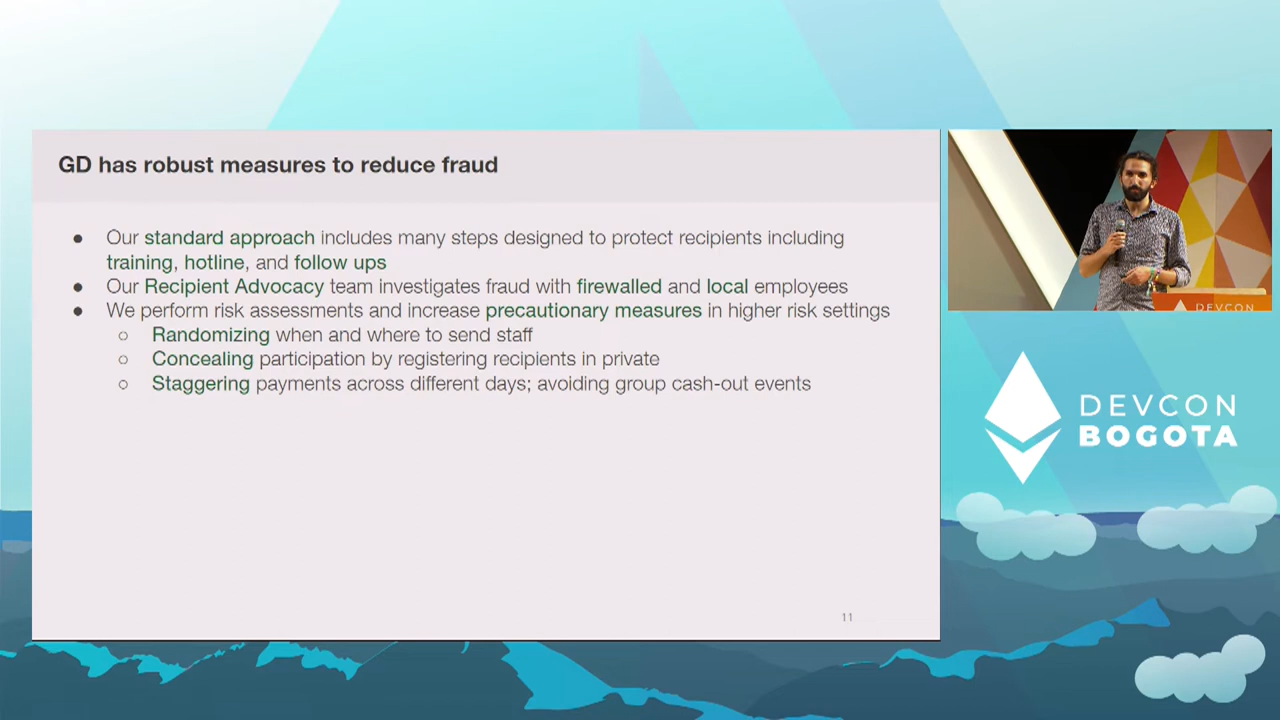 GD has robust measures to reduce fraud
● Our standard approach includes many steps designed to protect recipients including
training, hotline, and follow ups
● Our Recipient Advocacy team investigates fraud with firewalled and local employees
● We perform risk assessments and increase precautionary measures in higher risk settings
○ Randomizing when and where to send staff
○ Concealing participation by registering recipients in private
○ Staggering payments across different days; avoiding group cash-out events
11
DEVCON
DEVCON
BOGOTA